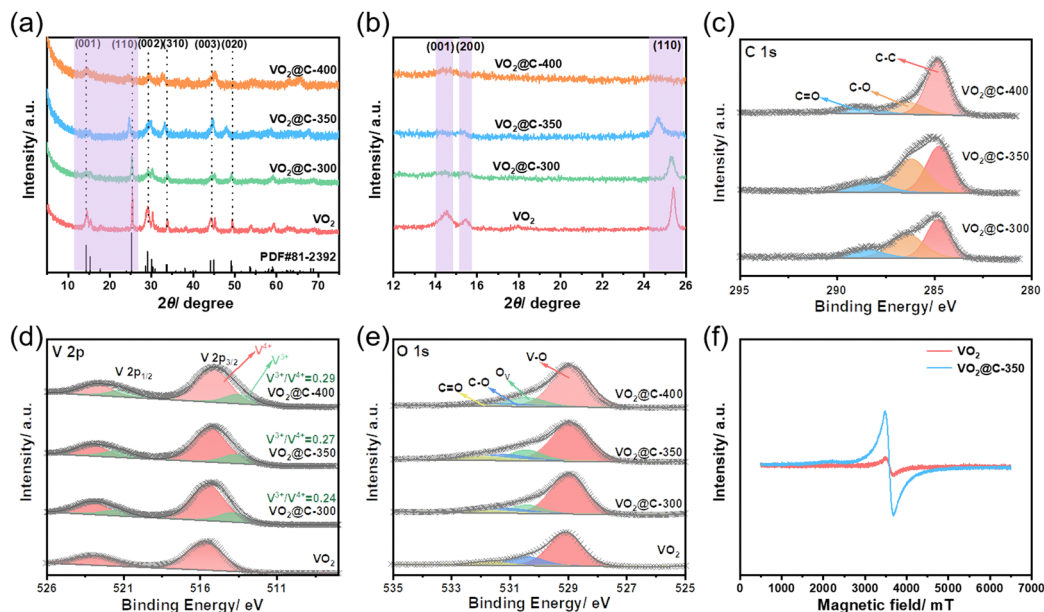 (a)
(001) (110) (002) (310) (003) (020)
VO2@C-400
VO2@C-350
VO2@C-300
VO2
PDF#81-2392
Intensity/ a.u.
10 20 30 40 50 60 70
2θ/ degree
(b)
(001) (200) (110)
VO2@C-400
VO2@C-350
VO2@C-300
VO2
Intensity/ a.u.
12 14 16 18 20 22 24 26
2θ/ degree
(c)
C 1s
C-C
C-O
C=O
VO2@C-400
VO2@C-350
VO2@C-300
Intensity/ a.u.
295 290 285 280
Binding Energy/ eV
(d)
V 2p
V 2p3/2
V4+
V3+
V 2p1/2
V3+/V4+=0.29
VO2@C-400
V3+/V4+=0.27
VO2@C-350
V3+/V4+=0.24
VO2@C-300
VO2
Intensity/ a.u.
526 521 516 511
Binding Energy/ eV
(e)
O 1s
V-O
OV
C-O
C=O
VO2@C-400
VO2@C-350
VO2@C-300
VO2
Intensity/ a.u.
537 535 533 531 529 527 525
Binding Energy/ eV
(f)
VO2
VO2@C-350
Intensity/ a.u.
0 1000 2000 3000 4000 5000 6000 7000
Magnetic field/ mT